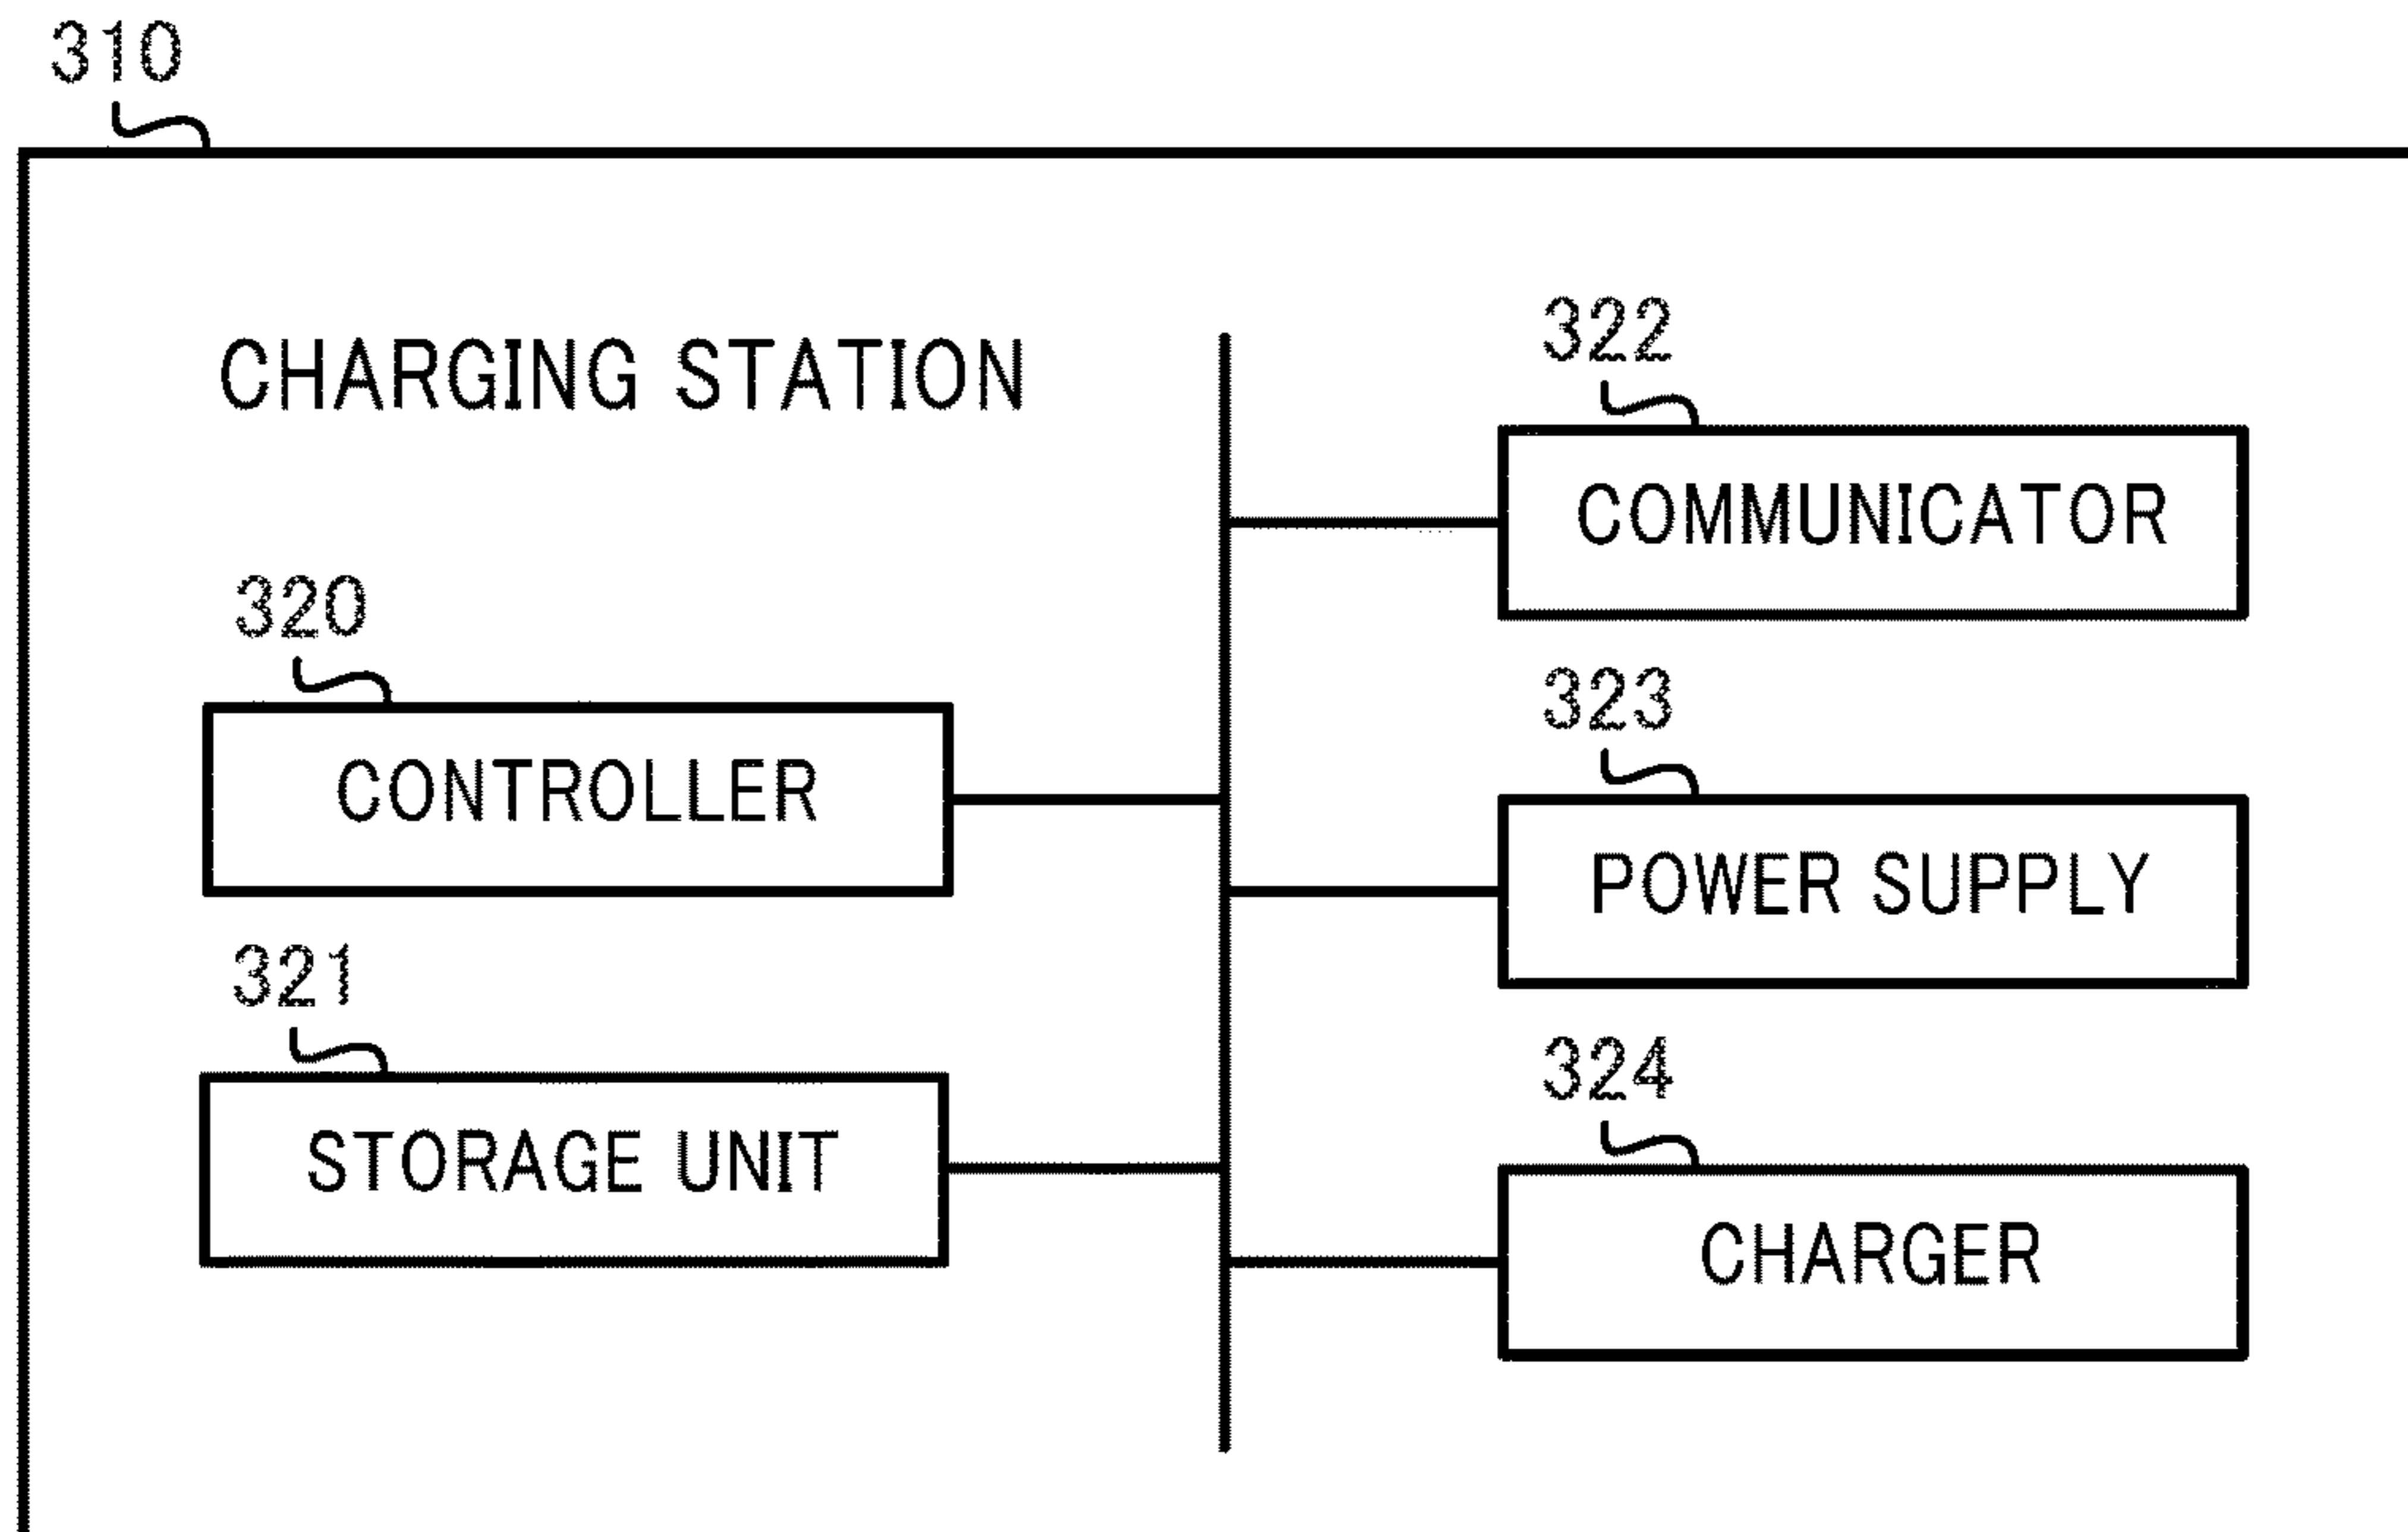 310
CHARGING STATION
320
CONTROLLER
321
STORAGE UNIT
322
COMMUNICATOR
323
POWER SUPPLY
324
CHARGER